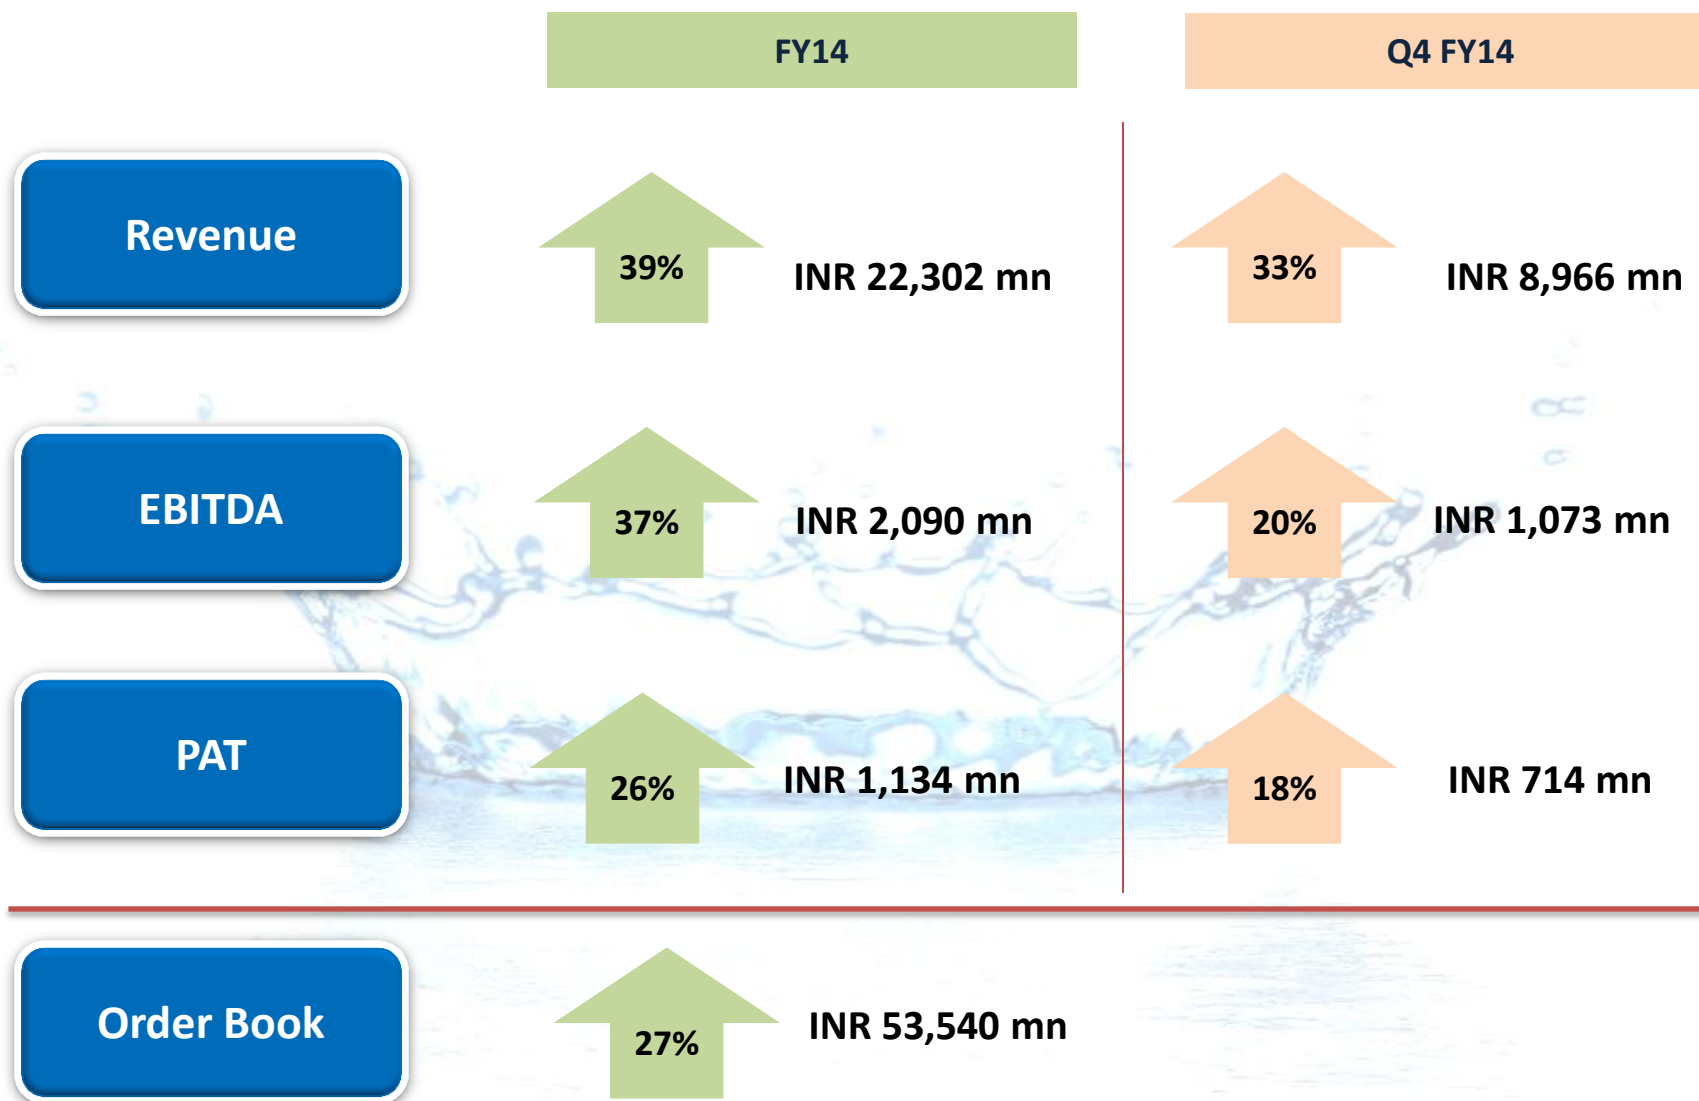 FY14
Q4 FY14
Revenue
39%
INR 22,302 mn
33%
INR 8,966 mn
EBITDA
37%
INR 2,090 mn
20%
INR 1,073 mn
PAT
26%
INR 1,134 mn
18%
INR 714 mn
Order Book
27%
INR 53,540 mn